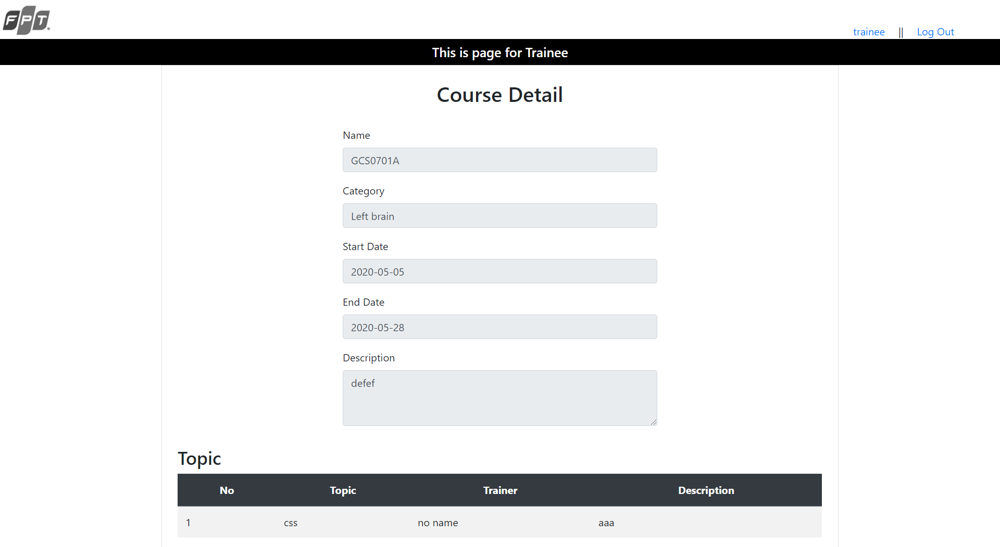 FPT
trainee || Log Out
This is page for Trainee
Course Detail
Name
GCS0701A
Category
Left brain
Start Date
2020-05-05
End Date
2020-05-28
Description
defef
Topic
No Topic Trainer Description
1 css no name aaa